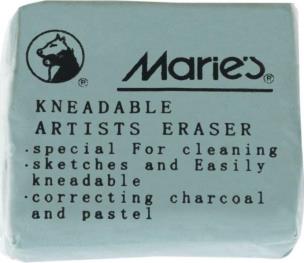 Marie's®
®
KNEADABLE
ARTISTS ERASER
·special For cleaning
·sketches and Easily
kneadable
·correcting charcoal
and pastel